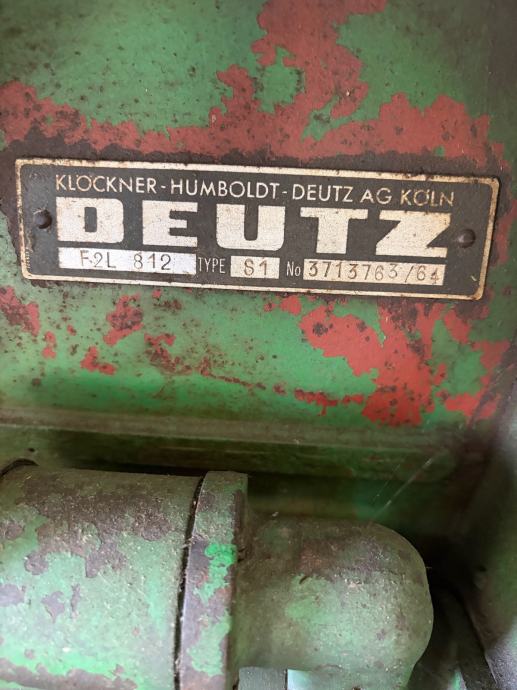 KLÖCKNER-HUMBOLDT-DEUTZ AG KÖLN
DEUTZ
F2L 812 TYPE S1 No 3713763/64